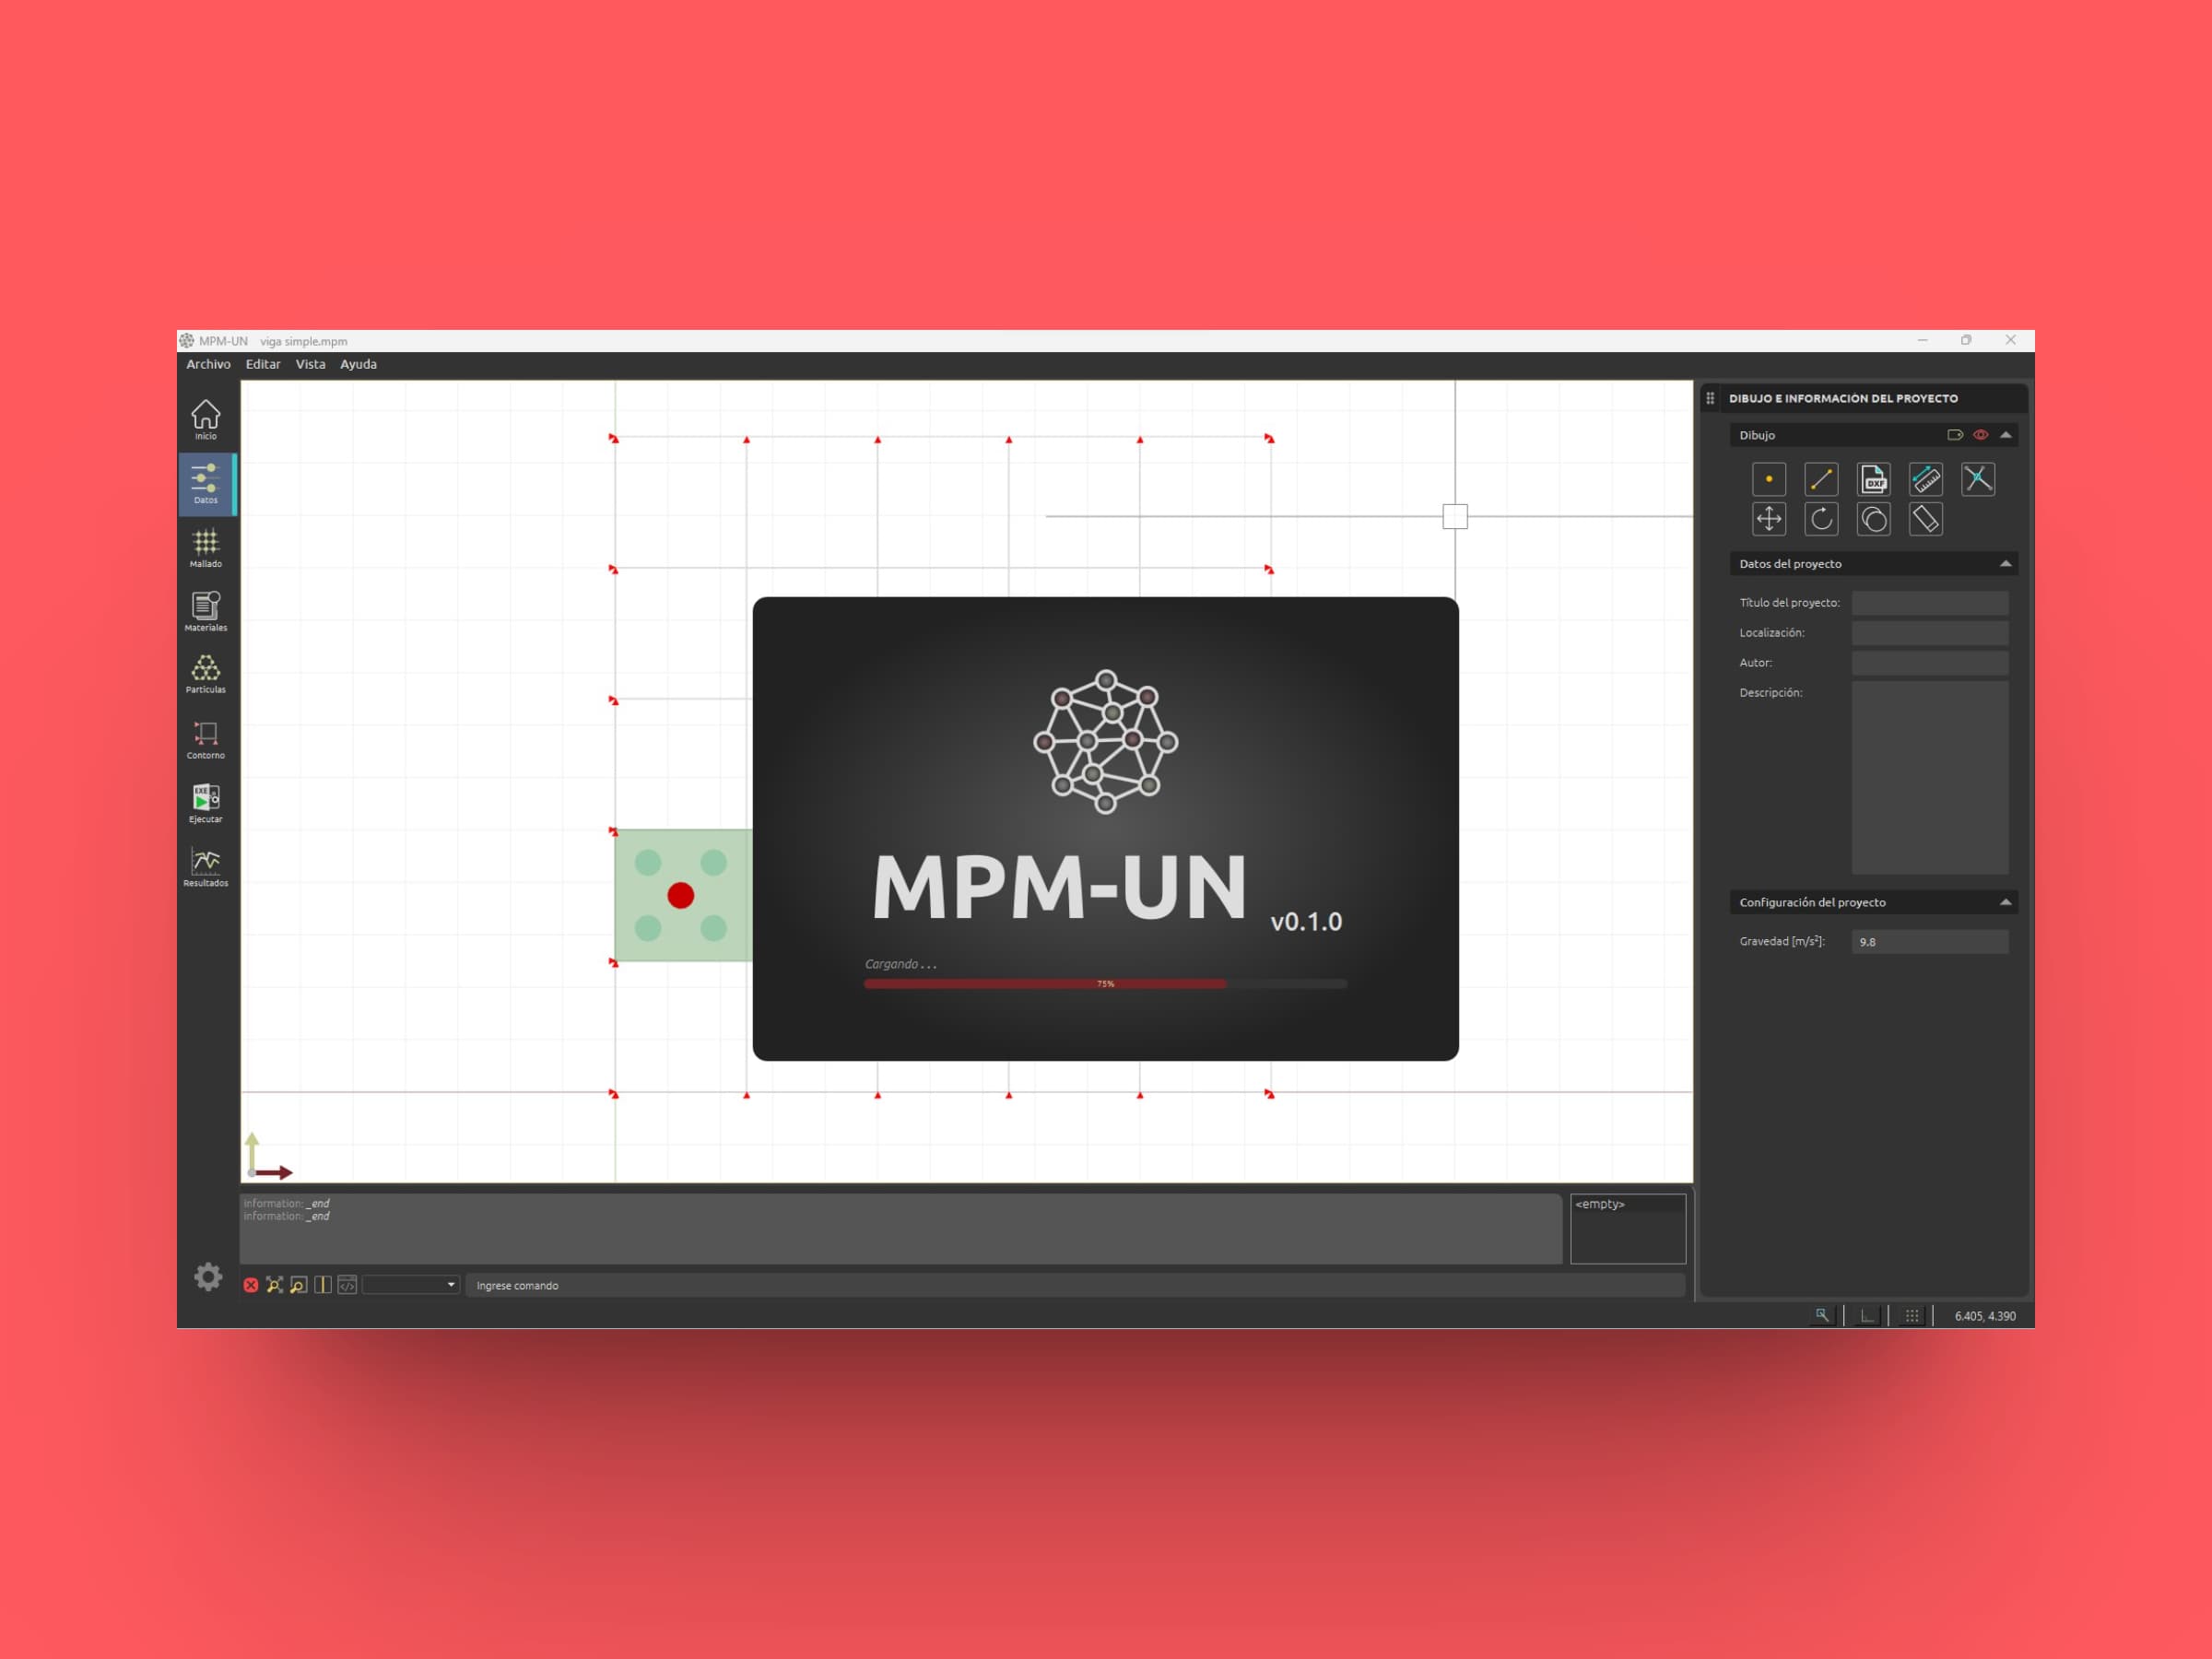 MPM-UN viga simple.mpm
Archivo Editar Vista Ayuda
Inicio
Datos
Mallado
Materiales
Partículas
Contorno
EXE
Ejecutar
Resultados
MPM-UN
v0.1.0
Cargando . . .
75%
information: _end
information: _end
<empty>
Ingrese comando
DIBUJO E INFORMACIÓN DEL PROYECTO
Dibujo
DXF
Datos del proyecto
Título del proyecto:
Localización:
Autor:
Descripción:
Configuración del proyecto
Gravedad [m/s²]: 9.8
6.405, 4.390